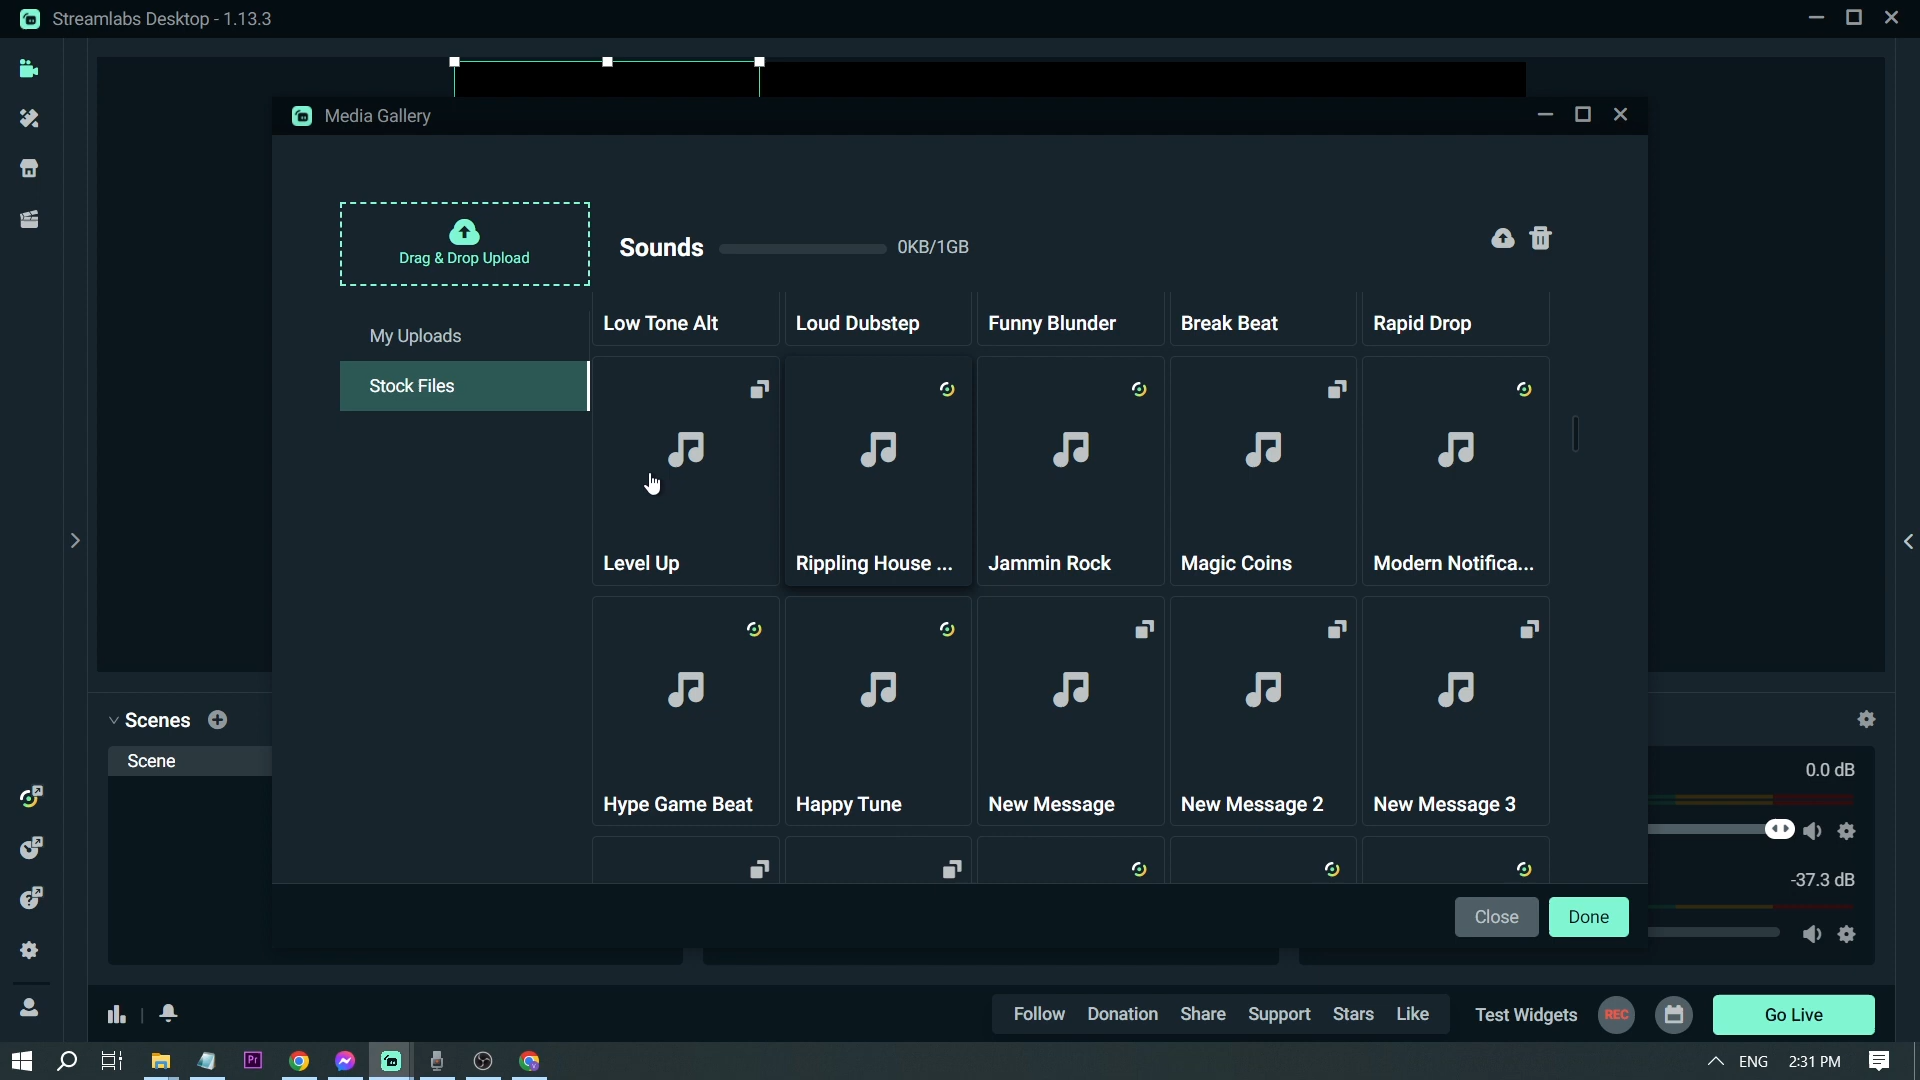 Streamlabs Desktop - 1.13.3
Media Gallery
Drag & Drop Upload
Sounds 0KB/1GB
My Uploads
Stock Files
Low Tone Alt Loud Dubstep Funny Blunder Break Beat Rapid Drop
Level Up Rippling House ... Jammin Rock Magic Coins Modern Notifica...
Hype Game Beat Happy Tune New Message New Message 2 New Message 3
Close Done
Scenes
Scene
0.0 dB
-37.3 dB
Follow Donation Share Support Stars Like Test Widgets REC Go Live
Pr ENG 2:31 PM